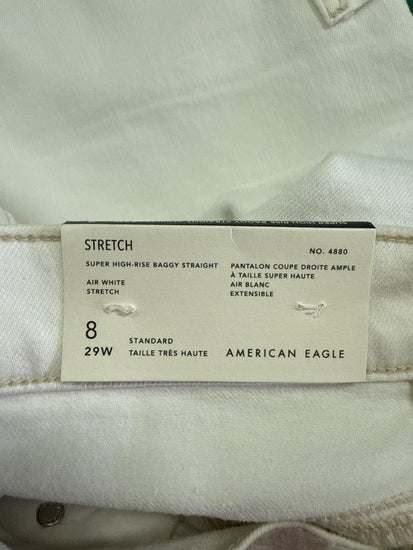 STRETCH
NO. 4880
SUPER HIGH-RISE BAGGY STRAIGHT
PANTALON COUPE DROITE AMPLE
À TAILLE SUPER HAUTE
AIR WHITE
AIR BLANC
STRETCH
EXTENSIBLE
8
STANDARD
29W
TAILLE TRÈS HAUTE
AMERICAN EAGLE